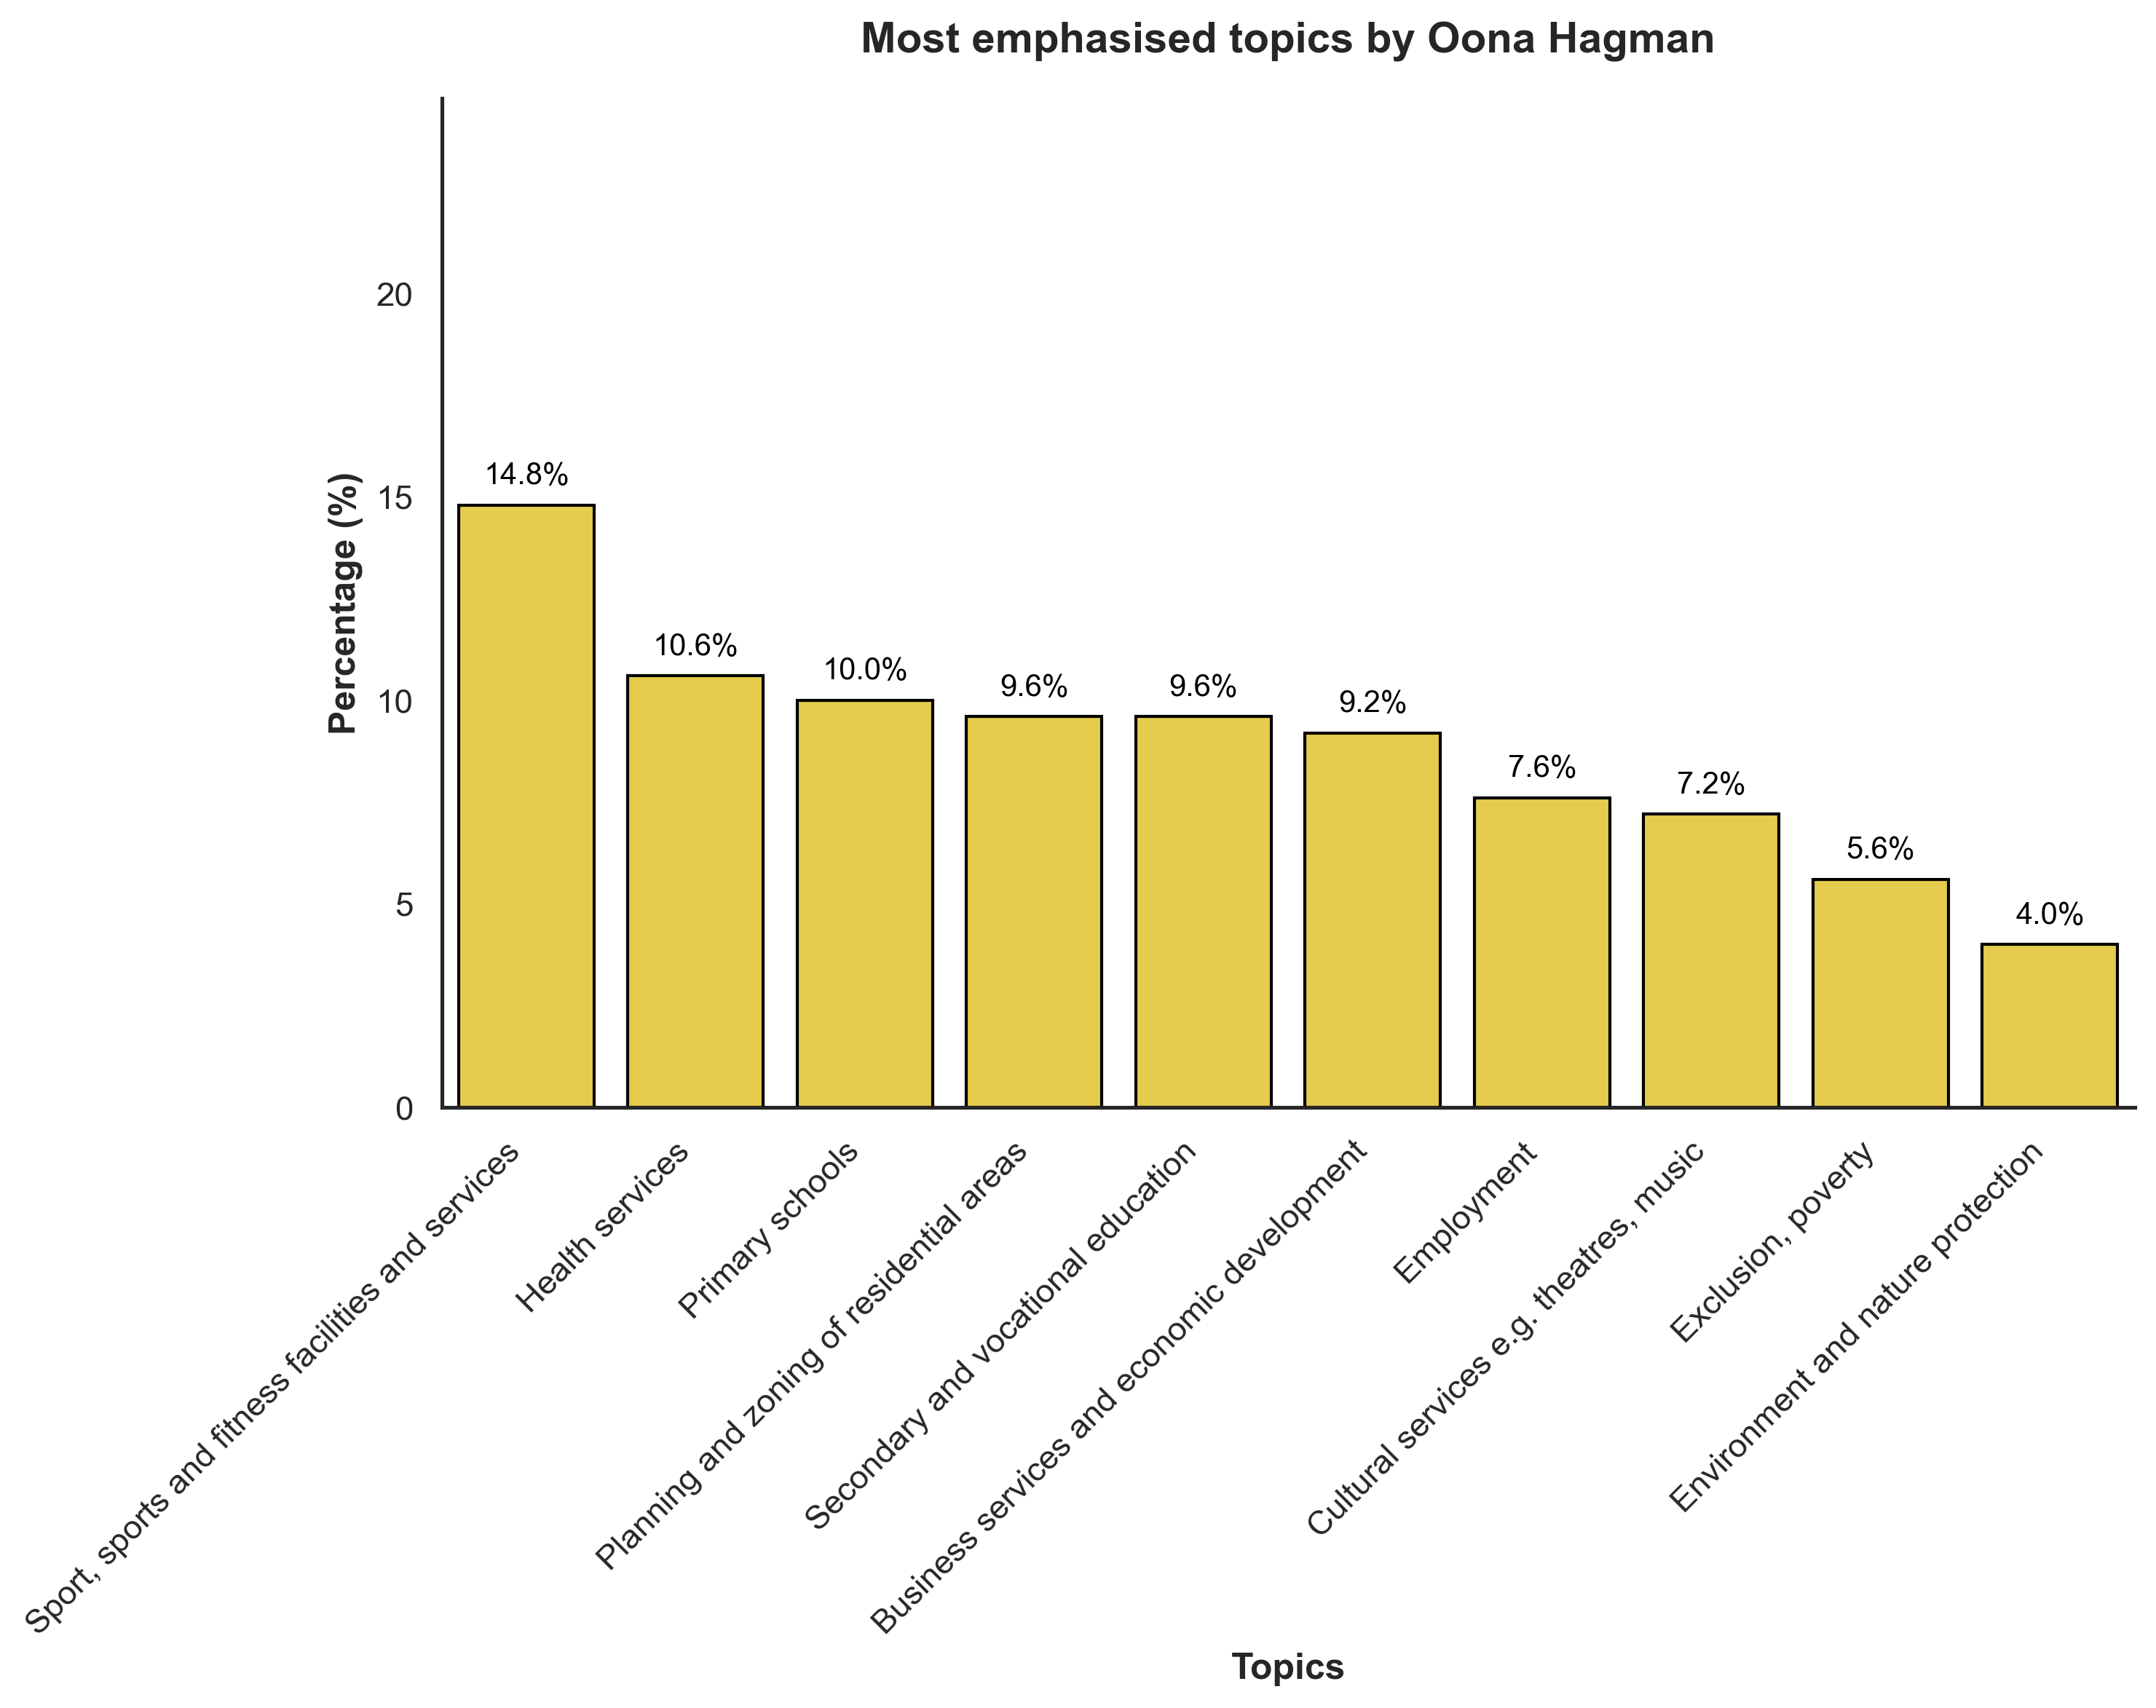 Most emphasised topics by Oona Hagman
Percentage (%)
20
15
10
5
0
14.8%
10.6%
10.0%
9.6%
9.6%
9.2%
7.6%
7.2%
5.6%
4.0%
Sport, sports and fitness facilities and services
Health services
Primary schools
Planning and zoning of residential areas
Secondary and vocational education
Business services and economic development
Employment
Cultural services e.g. theatres, music
Exclusion, poverty
Environment and nature protection
Topics